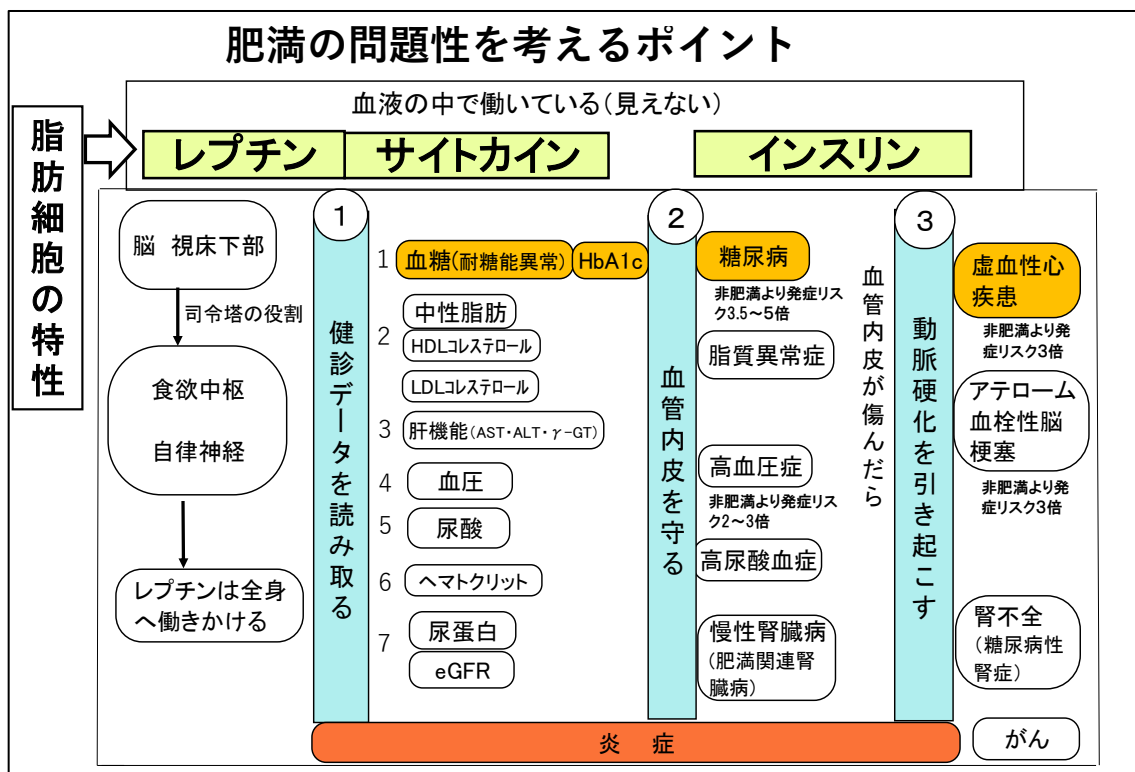 肥満の問題性を考えるポイント
脂肪細胞の特性
血液の中で働いている(見えない)
レプチン
サイトカイン
インスリン
脳 視床下部
司令塔の役割
食欲中枢
自律神経
レプチンは全身
へ働きかける
1
健診データを読み取る
1
血糖(耐糖能異常)
HbA1c
2
中性脂肪
HDLコレステロール
LDLコレステロール
3
肝機能(AST・ALT・γ-GT)
4
血圧
5
尿酸
6
ヘマトクリット
7
尿蛋白
eGFR
2
血管内皮を守る
糖尿病
非肥満より発症リス
ク3.5~5倍
脂質異常症
高血圧症
非肥満より発症リス
ク2~3倍
高尿酸血症
慢性腎臓病
(肥満関連腎
臓病)
血管内皮が傷んだら
3
動脈硬化を引き起こす
虚血性心
疾患
非肥満より発
症リスク3倍
アテローム
血栓性脳
梗塞
非肥満より発
症リスク3倍
腎不全
(糖尿病性
腎症)
がん
炎 症